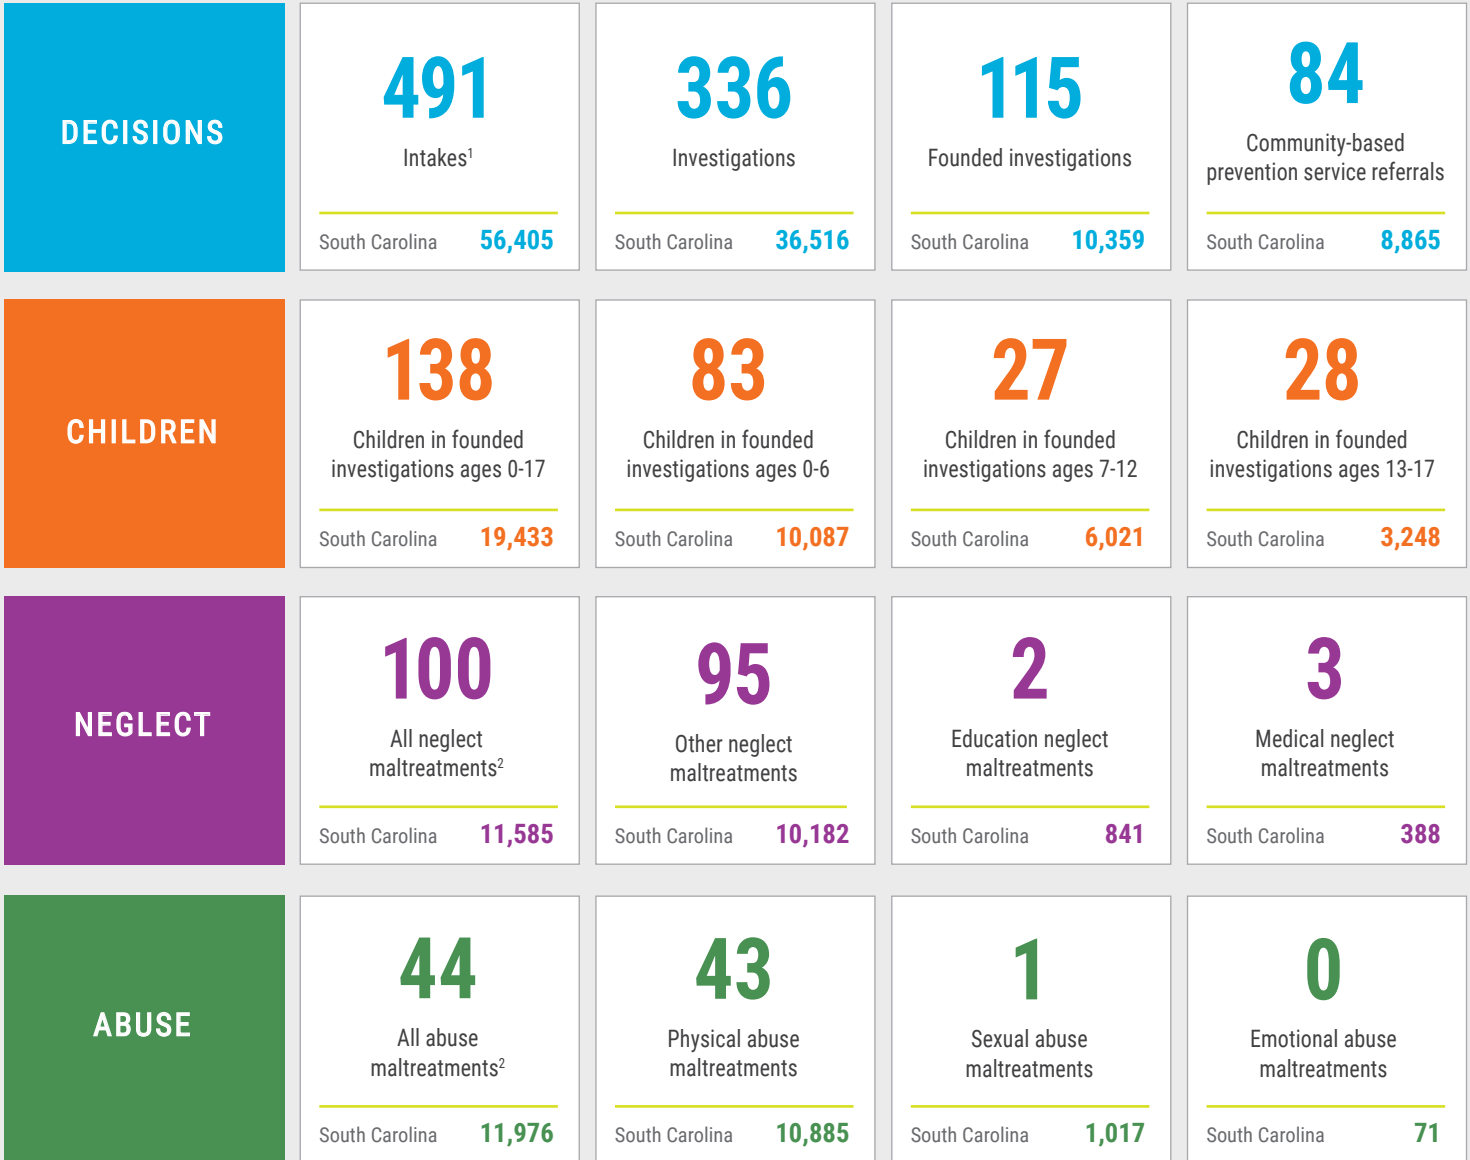 DECISIONS
491
Intakes¹
South Carolina 56,405
336
Investigations
South Carolina 36,516
115
Founded investigations
South Carolina 10,359
84
Community-based
prevention service referrals
South Carolina 8,865
CHILDREN
138
Children in founded
investigations ages 0-17
South Carolina 19,433
83
Children in founded
investigations ages 0-6
South Carolina 10,087
27
Children in founded
investigations ages 7-12
South Carolina 6,021
28
Children in founded
investigations ages 13-17
South Carolina 3,248
NEGLECT
100
All neglect
maltreatments²
South Carolina 11,585
95
Other neglect
maltreatments
South Carolina 10,182
2
Education neglect
maltreatments
South Carolina 841
3
Medical neglect
maltreatments
South Carolina 388
ABUSE
44
All abuse
maltreatments²
South Carolina 11,976
43
Physical abuse
maltreatments
South Carolina 10,885
1
Sexual abuse
maltreatments
South Carolina 1,017
0
Emotional abuse
maltreatments
South Carolina 71